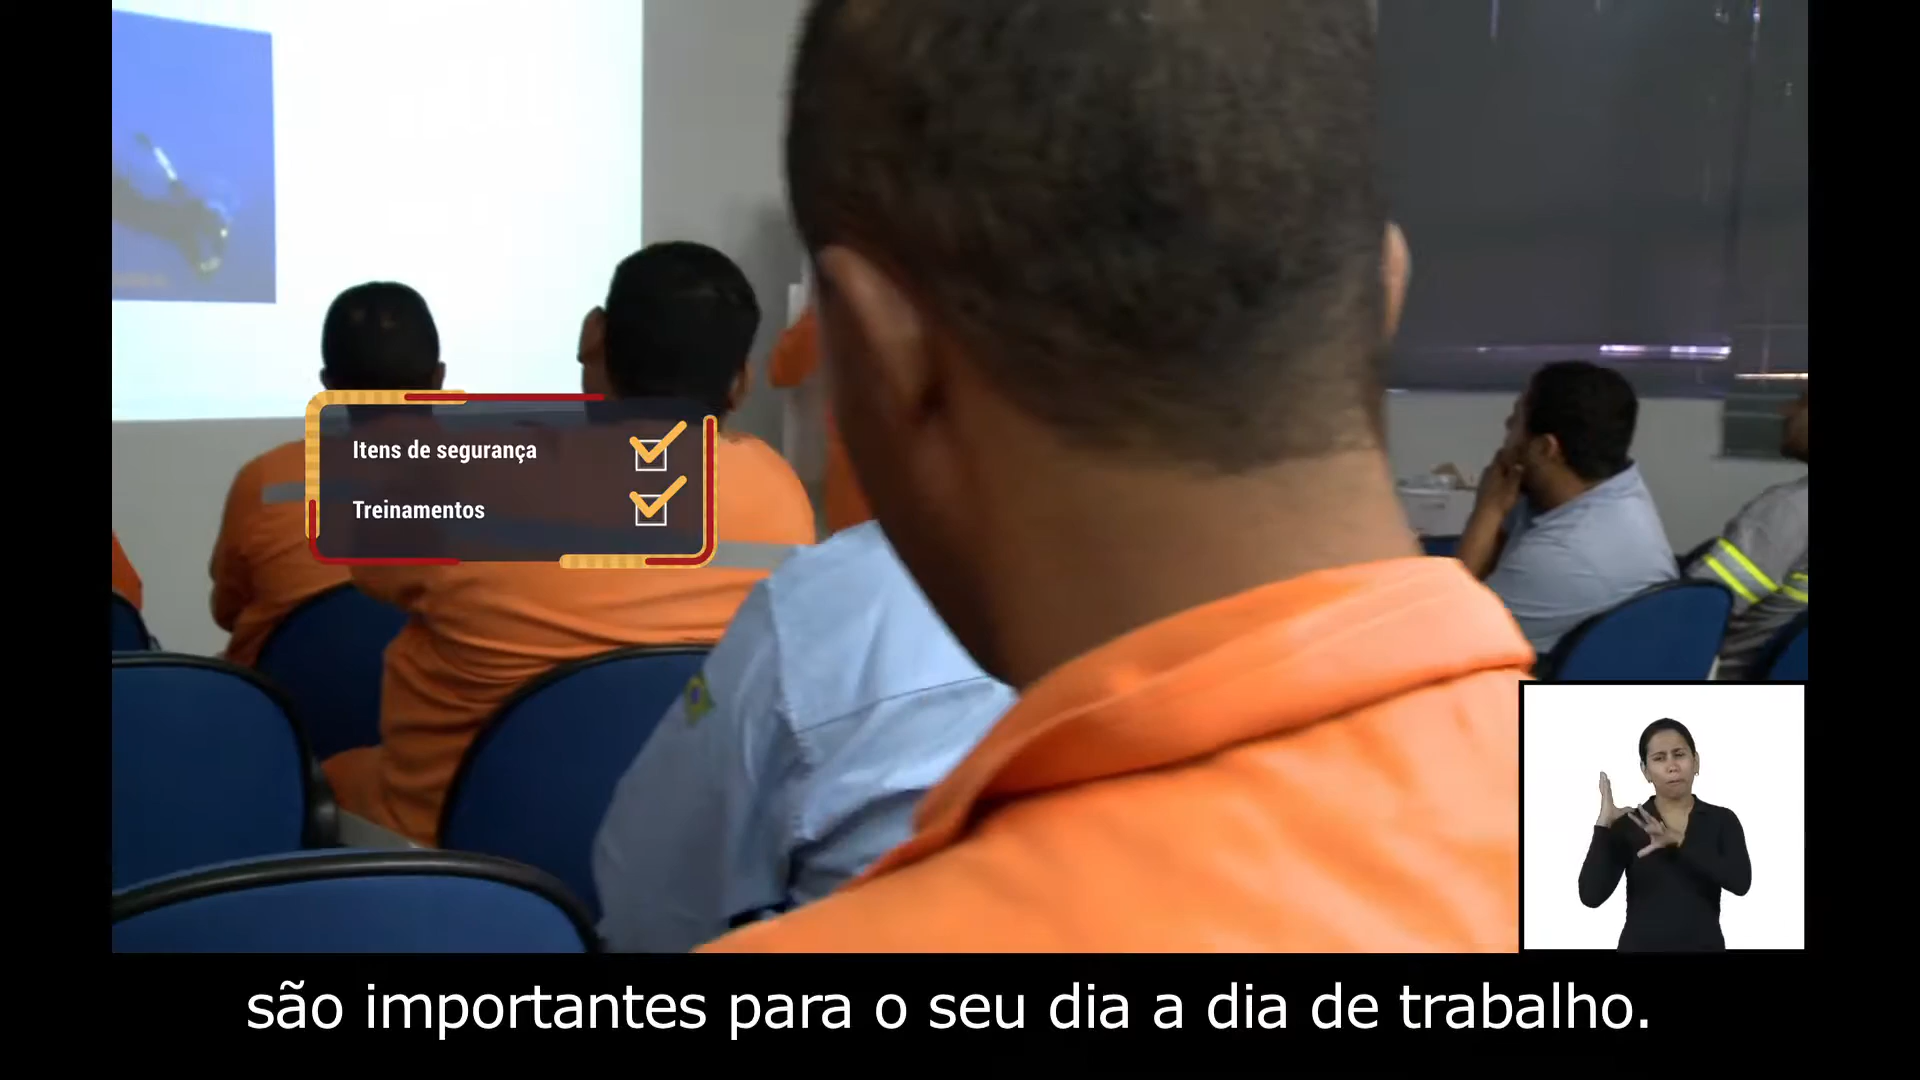 Itens de segurança
Treinamentos
são importantes para o seu dia a dia de trabalho.